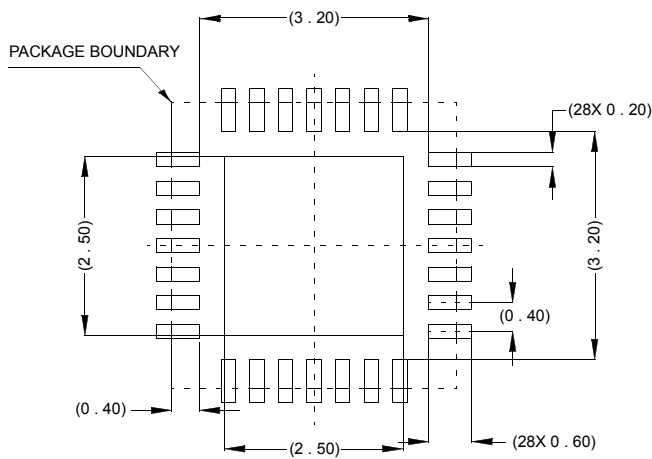 (3 . 20)
PACKAGE BOUNDARY
(28X 0 . 20)
(2 . 50)
(3 . 20)
(0 . 40)
(0 . 40)
(2 . 50)
(28X 0 . 60)